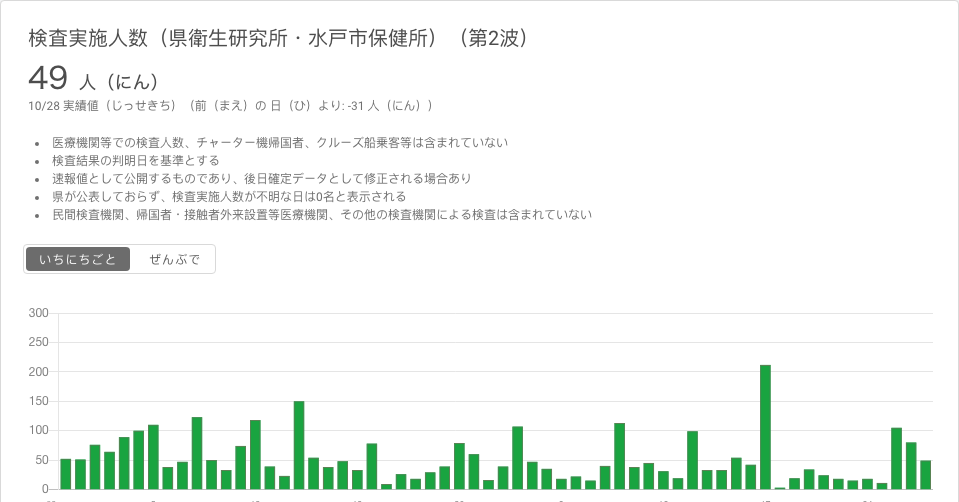 検査実施人数（県衛生研究所・水戸市保健所）（第2波）
49 人（にん）
10/28 実績値（じっせきち）（前（まえ）の 日（ひ）より: -31 人（にん））
医療機関等での検査人数、チャーター機帰国者、クルーズ船乗客等は含まれていない
検査結果の判明日を基準とする
速報値として公開するものであり、後日確定データとして修正される場合あり
県が公表しておらず、検査実施人数が不明な日は0名と表示される
民間検査機関、帰国者・接触者外来設置等医療機関、その他の検査機関による検査は含まれていない
いちにちごと ぜんぶで
300
250
200
150
100
50
0